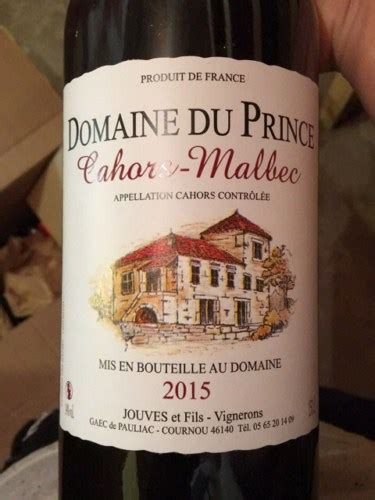 PRODUIT DE FRANCE
DOMAINE DU PRINCE
Cahors-Malbec
APPELLATION CAHORS CONTRÔLÉE
MIS EN BOUTEILLE AU DOMAINE
2015
JOUVES et Fils - Vignerons
GAEC de PAULIAC - COURNOU 46140 Tél. 05 65 20 14 09